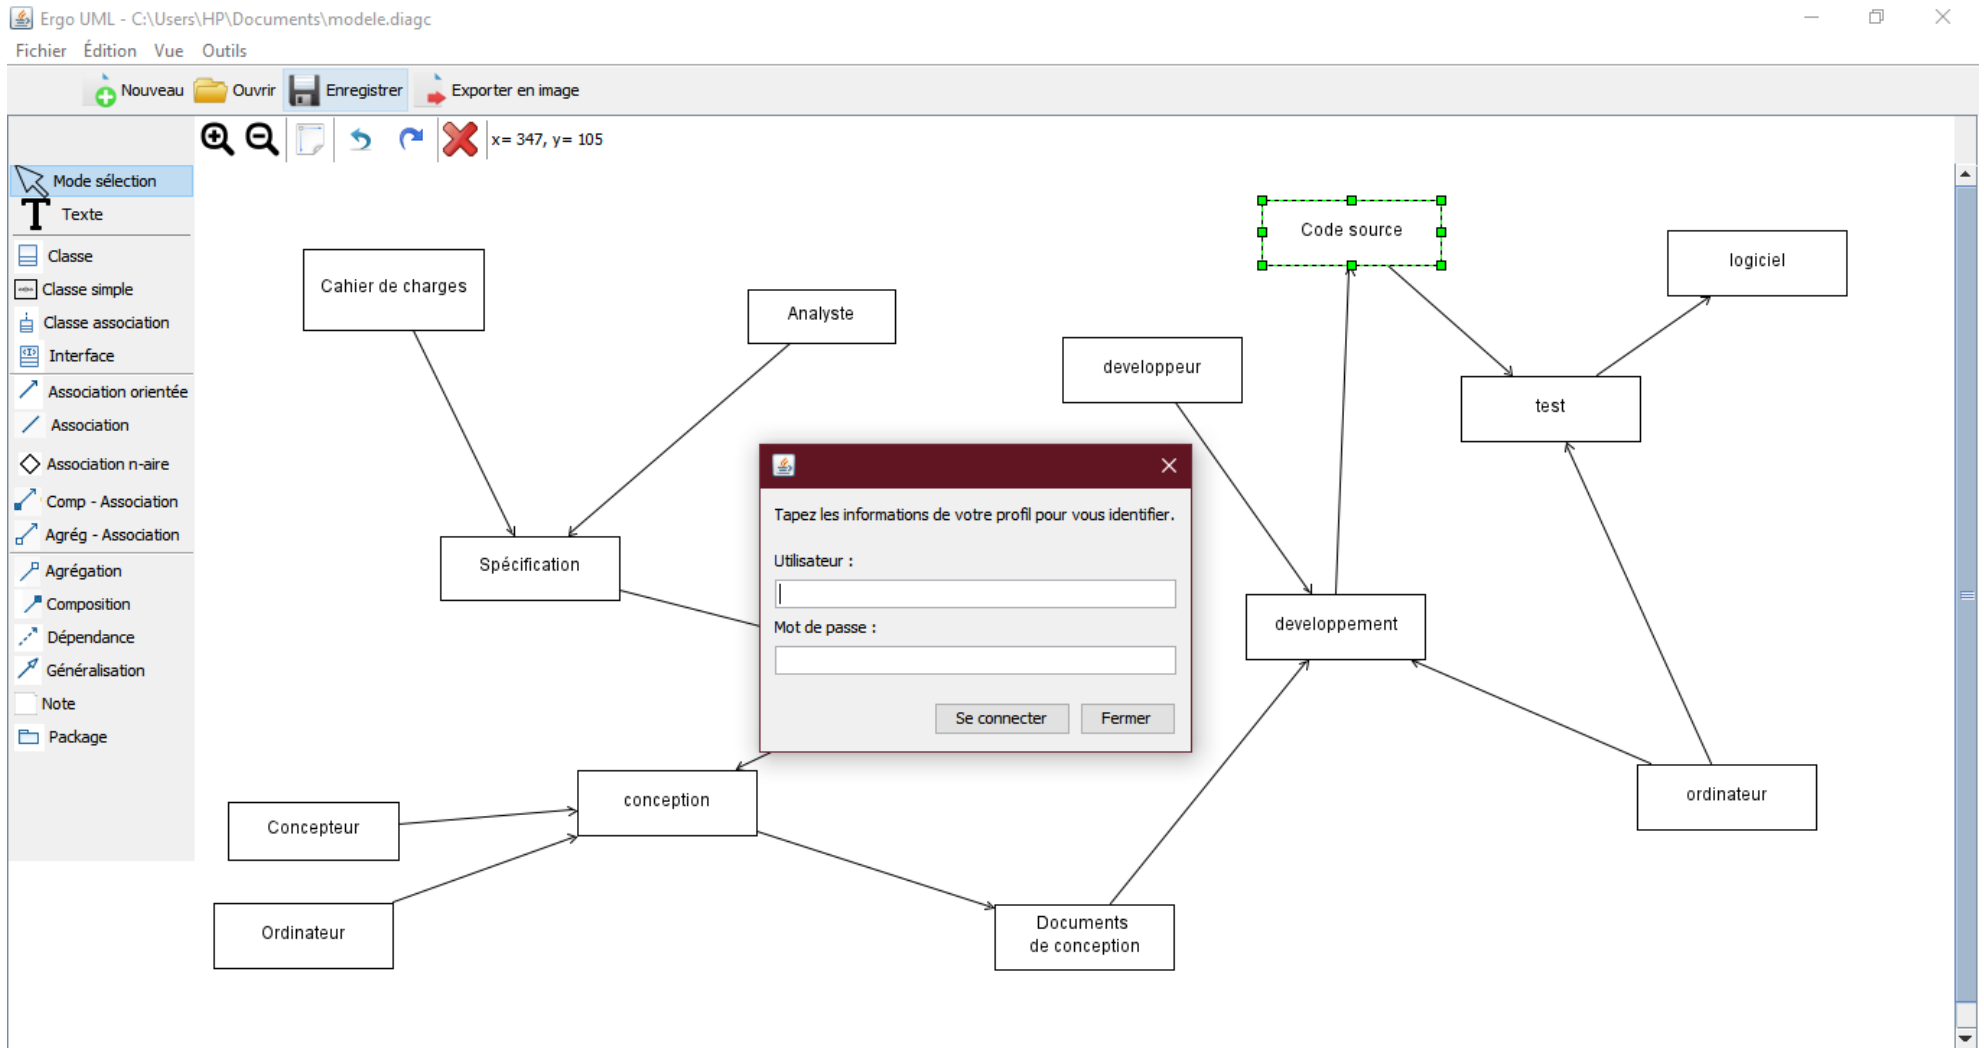 Ergo UML - C:\Users\HP\Documents\modele.diagc
Fichier Édition Vue Outils
Nouveau Ouvrir Enregistrer Exporter en image
x= 347, y= 105
Mode sélection
Texte
Classe
Classe simple
Classe association
Interface
Association orientée
Association
Association n-aire
Comp - Association
Agrég - Association
Agrégation
Composition
Dépendance
Généralisation
Note
Package
Code source
logiciel
Cahier de charges
Analyste
developpeur
test
Spécification
Tapez les informations de votre profil pour vous identifier.
Utilisateur :
Mot de passe :
Se connecter Fermer
developpement
conception
ordinateur
Concepteur
Ordinateur
Documents
de conception